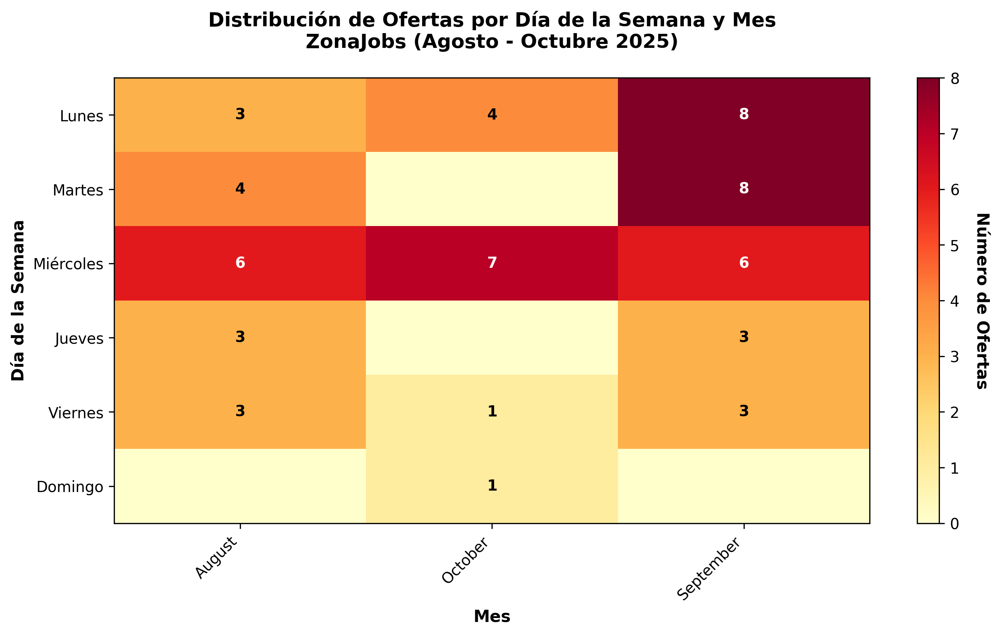 Distribución de Ofertas por Día de la Semana y Mes
ZonaJobs (Agosto - Octubre 2025)
Día de la Semana
Lunes 3 4 8
Martes 4 8
Miércoles 6 7 6
Jueves 3 3
Viernes 3 1 3
Domingo 1
August October September
Mes
8
7
6
5
4
3
2
1
0
Número de Ofertas